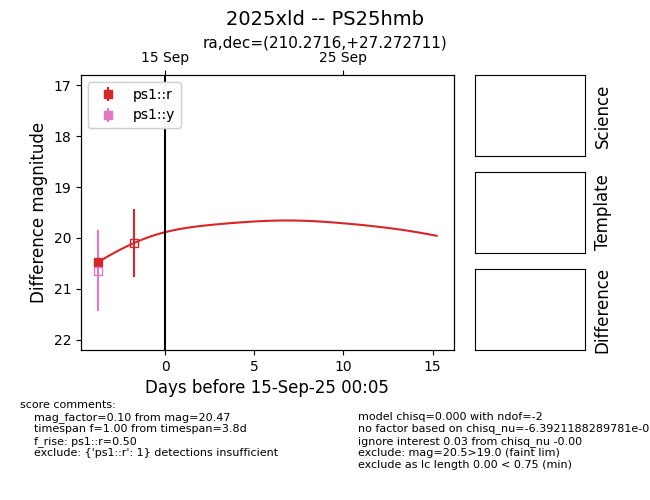 2025xld -- PS25hmb
ra,dec=(210.2716,+27.272711)
15 Sep
25 Sep
17
18
19
20
21
22
ps1::r
ps1::y
Difference magnitude
0
5
10
15
Days before 15-Sep-25 00:05
Science
Template
Difference
score comments:
mag_factor=0.10 from mag=20.47
timespan f=1.00 from timespan=3.8d
f_rise: ps1::r=0.50
exclude: {'ps1::r': 1} detections insufficient
model chisq=0.000 with ndof=-2
no factor based on chisq_nu=-6.3921188289781e-0
ignore interest 0.03 from chisq_nu -0.00
exclude: mag=20.5>19.0 (faint lim)
exclude as lc length 0.00 < 0.75 (min)